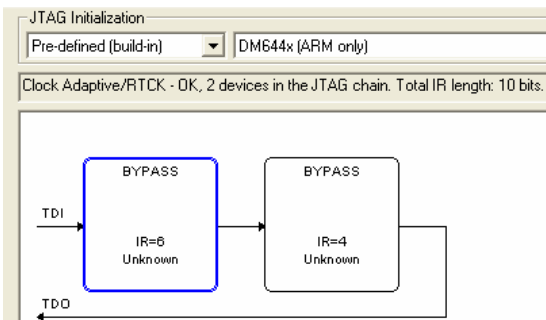 JTAG Initialization
Pre-defined (build-in) DM644x (ARM only)
Clock Adaptive/RTCK - OK, 2 devices in the JTAG chain. Total IR length: 10 bits.
BYPASS BYPASS
TDI
IR=6 IR=4
Unknown Unknown
TDO